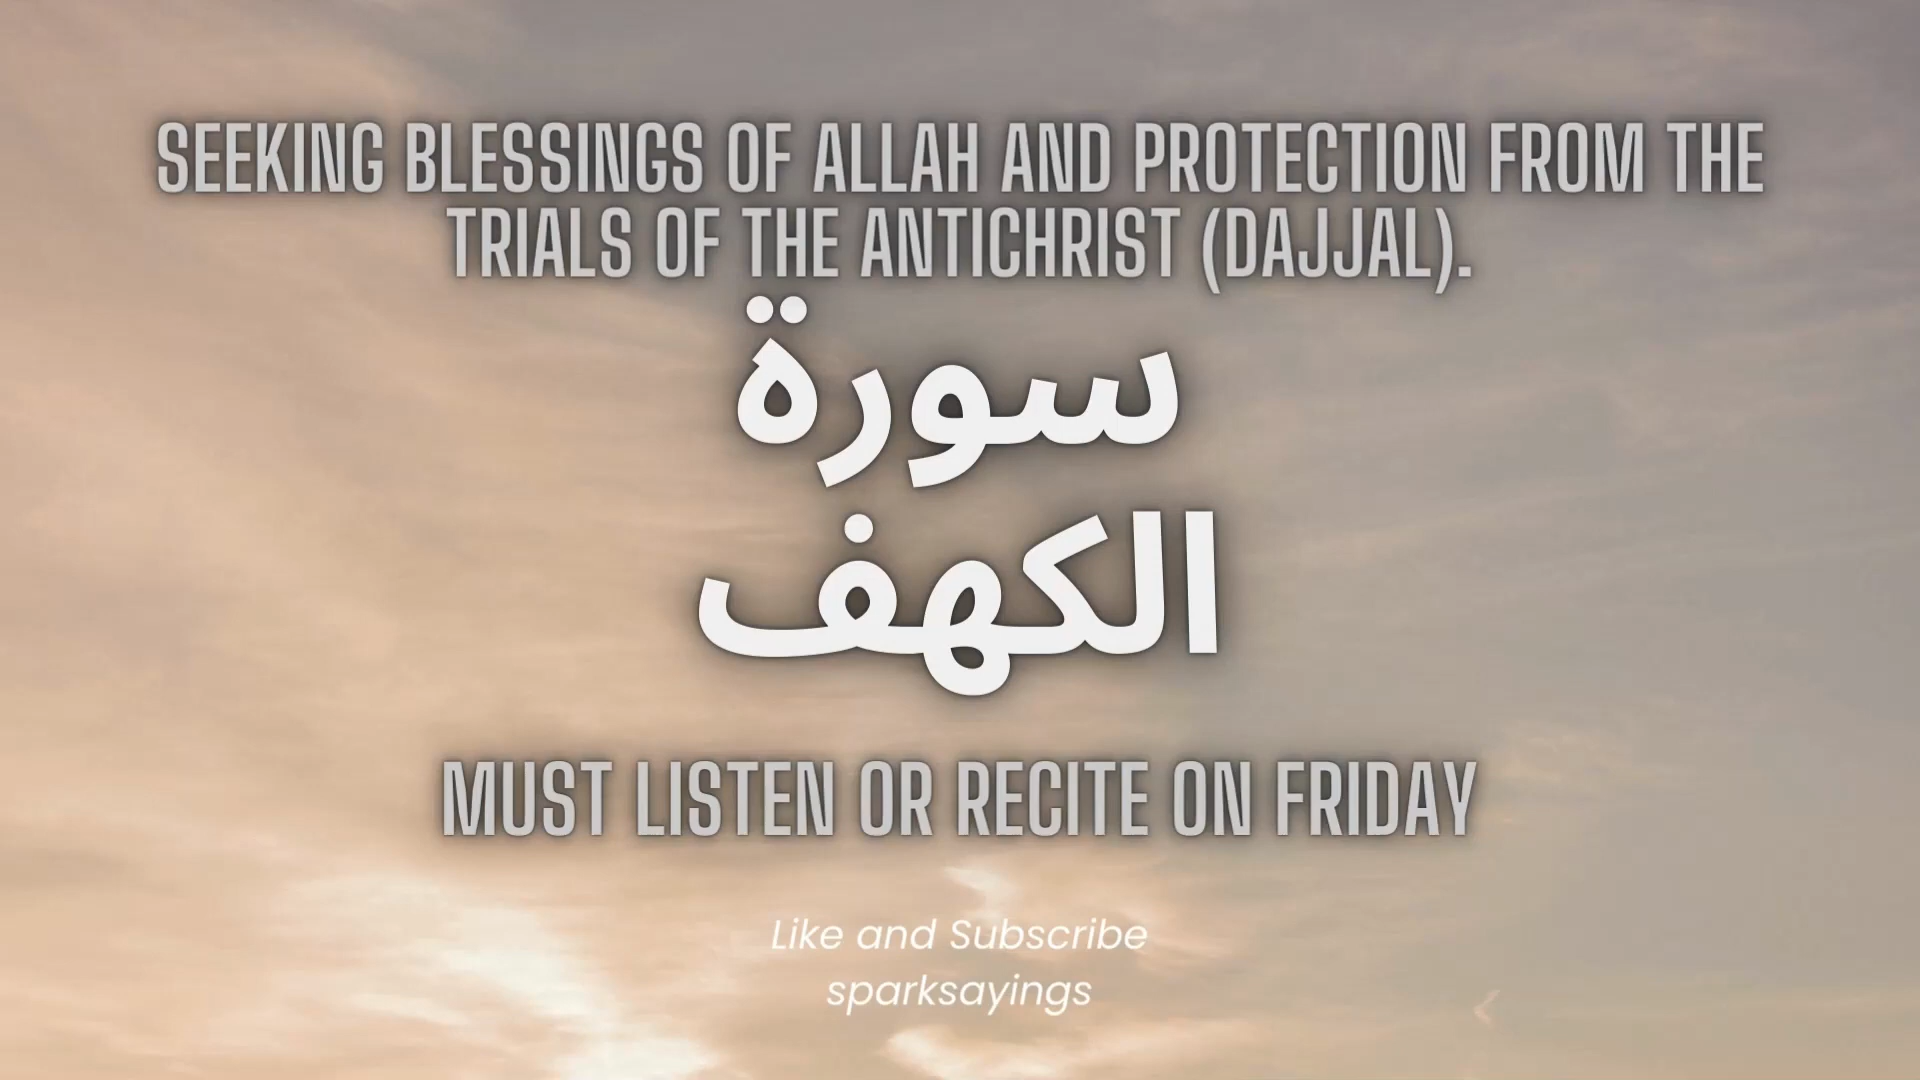 SEEKING BLESSINGS OF ALLAH AND PROTECTION FROM THE
TRIALS OF THE ANTICHRIST (DAJJAL).
سورة
الكهف
MUST LISTEN OR RECITE ON FRIDAY
Like and Subscribe
sparksayings